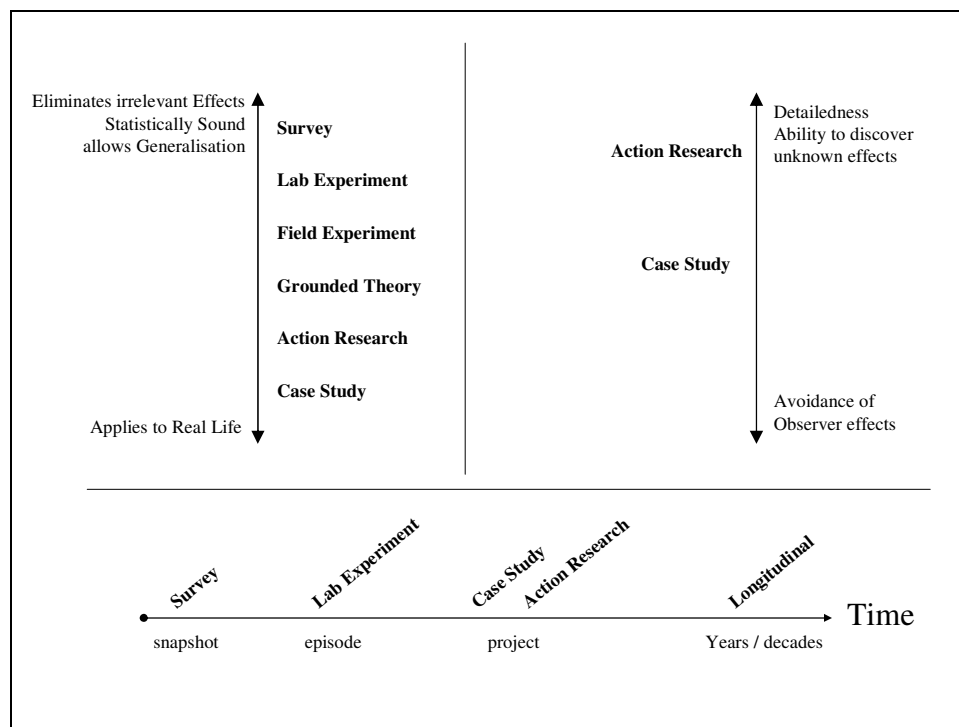 Eliminates irrelevant Effects
Statistically Sound
allows Generalisation
Survey
Lab Experiment
Field Experiment
Grounded Theory
Action Research
Case Study
Applies to Real Life
Detailedness
Ability to discover
unknown effects
Action Research
Case Study
Avoidance of
Observer effects
Survey
Lab Experiment
Case Study
Action Research
Longitudinal
Time
snapshot
episode
project
Years / decades